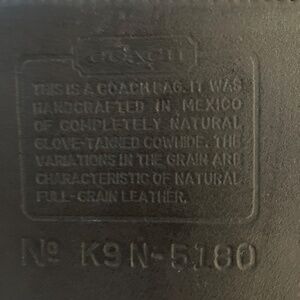 COACH
THIS IS A COACH BAG. IT WAS
HANDCRAFTED IN MEXICO
OF COMPLETELY NATURAL
GLOVE-TANNED COWHIDE. THE
VARIATIONS IN THE GRAIN ARE
CHARACTERISTIC OF NATURAL
FULL-GRAIN LEATHER.
Nº K9N-5180